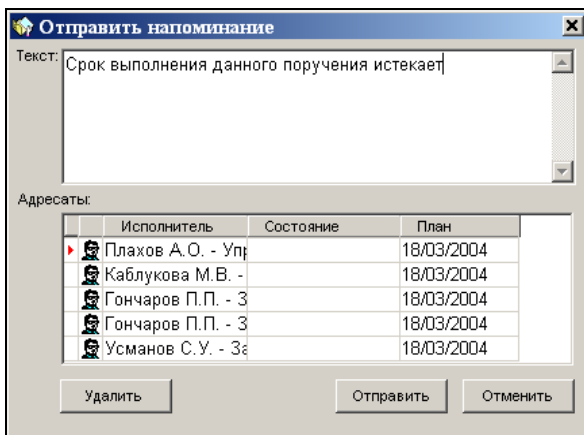 Отправить напоминание
Текст:
Срок выполнения данного поручения истекает
Адресаты:
Исполнитель Состояние План
Плахов А.О. - Упр 18/03/2004
Каблукова М.В. - 18/03/2004
Гончаров П.П. - З 18/03/2004
Гончаров П.П. - З 18/03/2004
Усманов С.У. - За 18/03/2004
Удалить Отправить Отменить